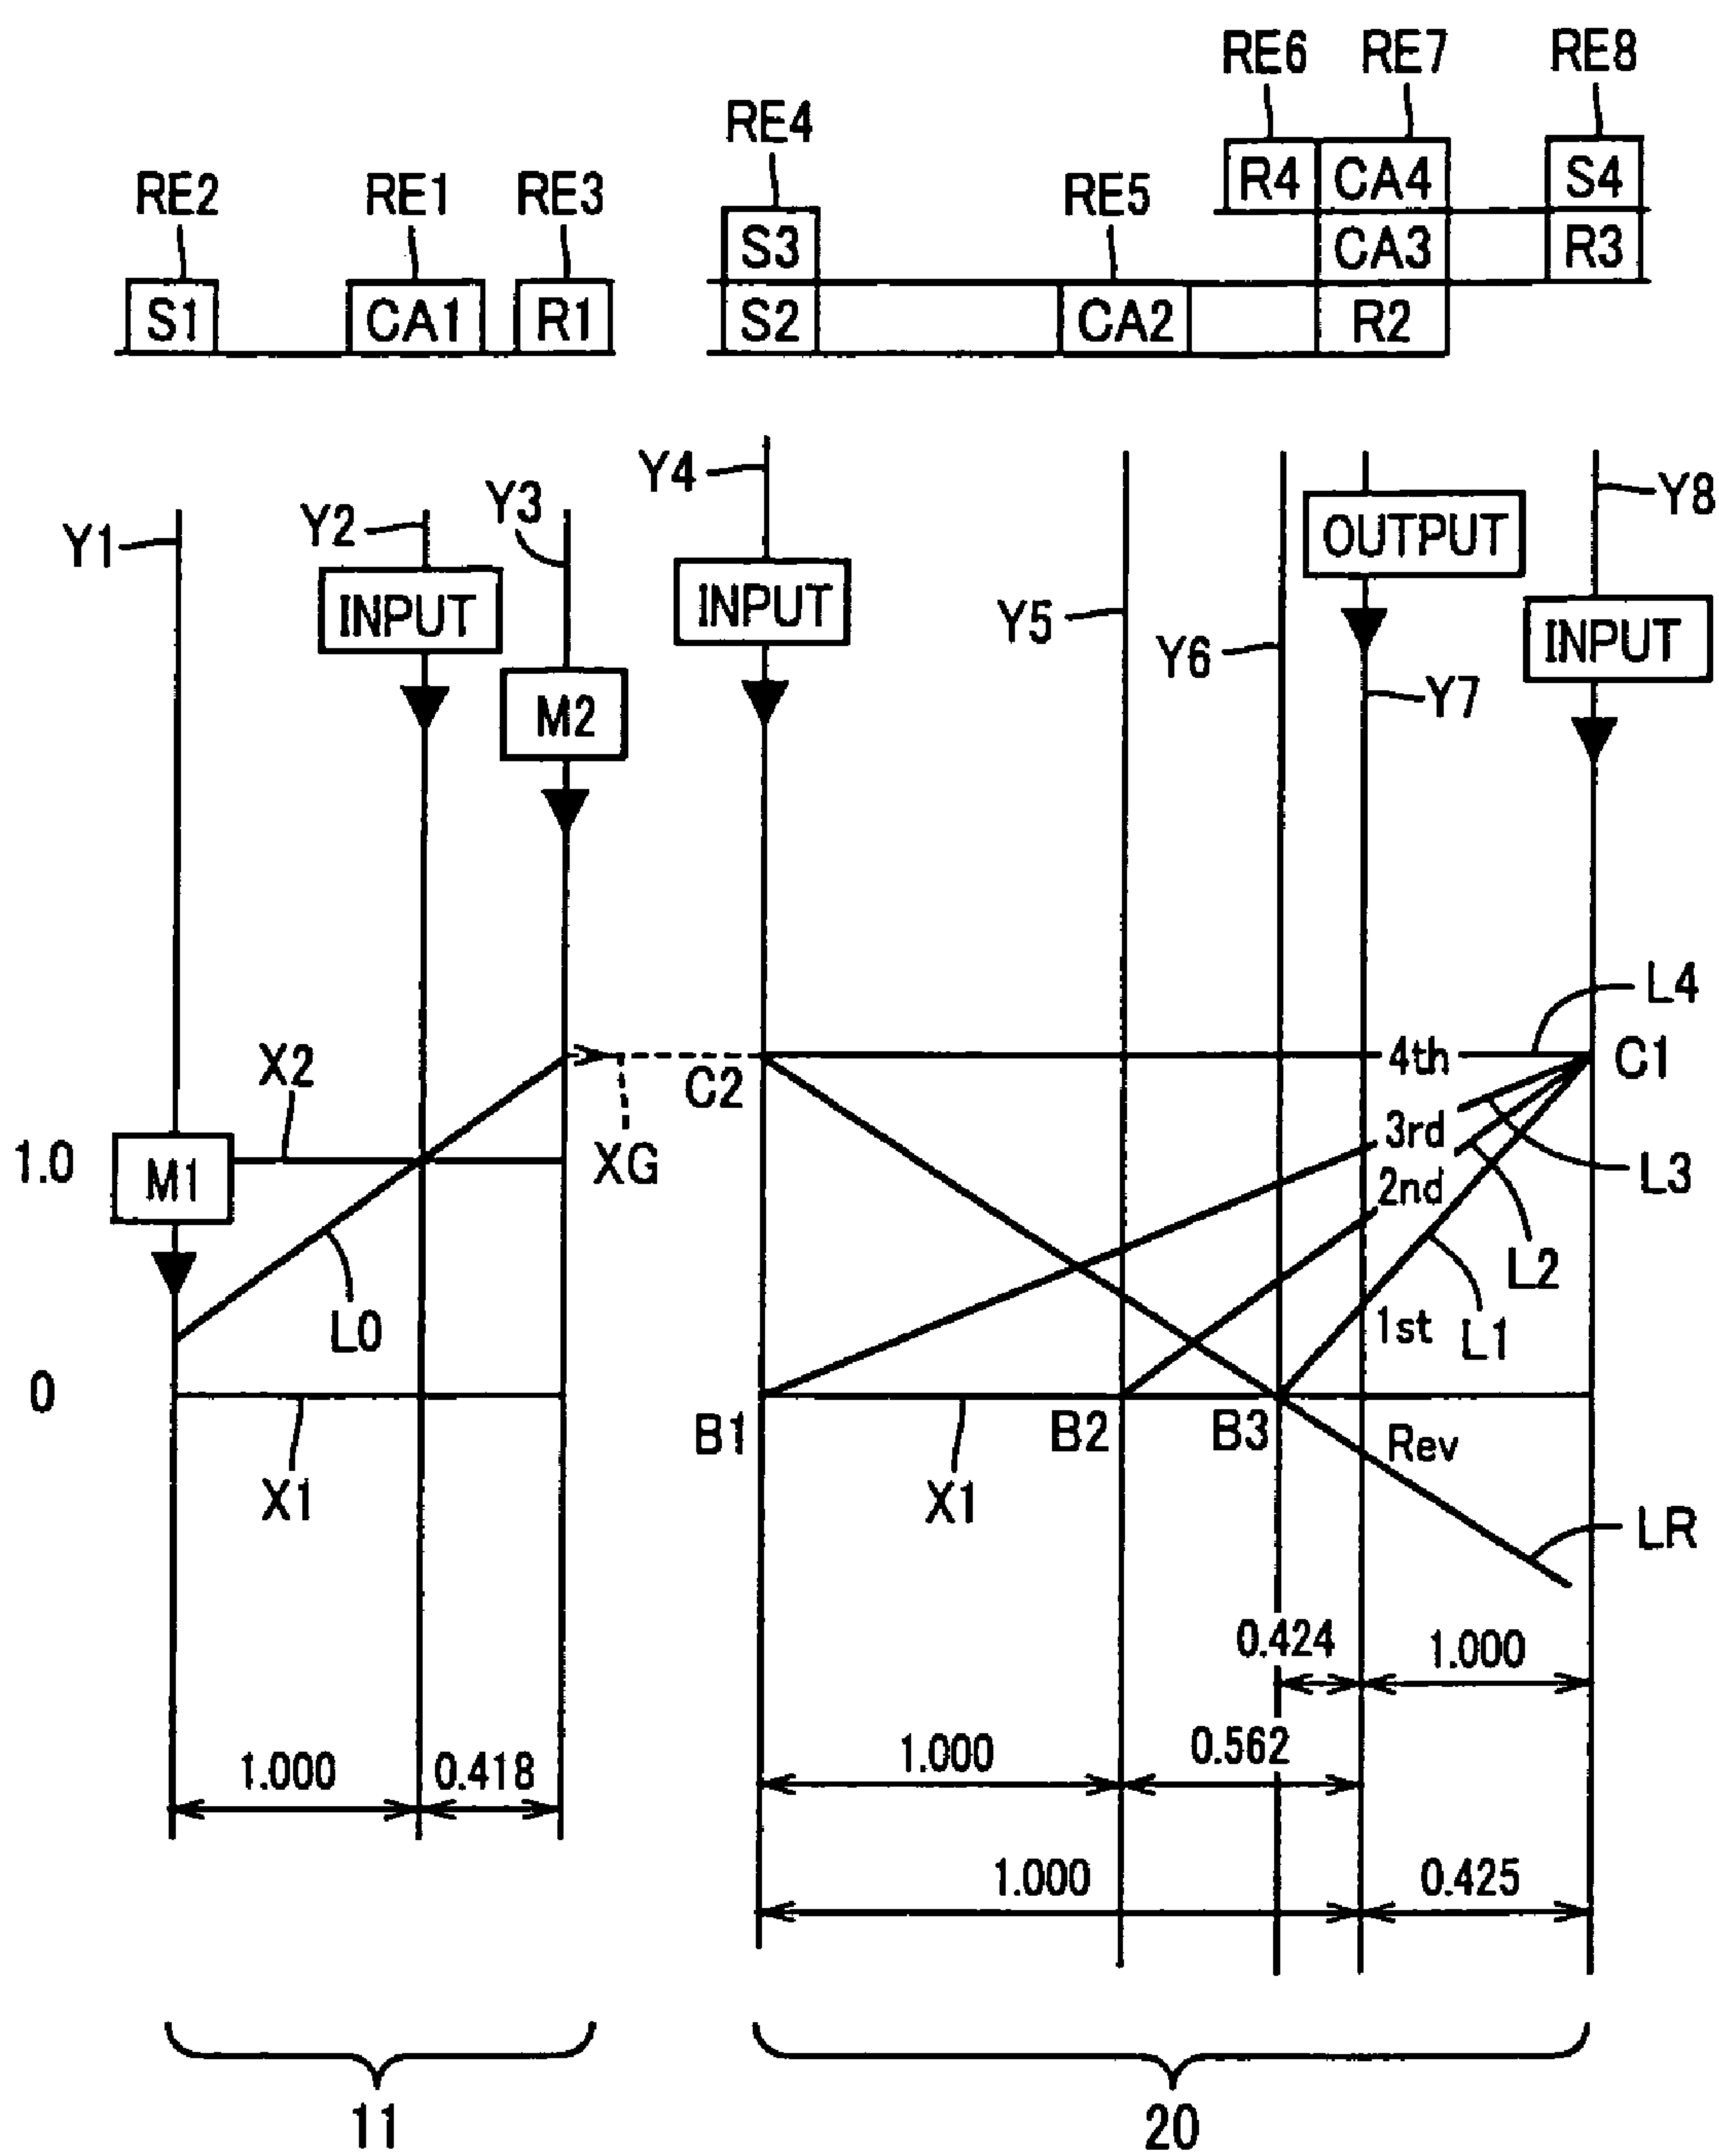 RE6 RE7 RE8
RE4
R4 CA4 S4
RE2 RE1 RE3 RE5
S3 CA3 R3
S1 CA1 R1 S2 CA2 R2
Y4 Y8
Y1 Y2 Y3 OUTPUT
INPUT INPUT Y5 Y6 INPUT
M2 Y7
L4
X2 C2 4th C1
1.0 M1 XG 3rd L3
2nd
L2
L0 1st L1
0
B1 B2 B3 Rev
X1 X1
LR
0.424 1.000
1.000 0.418 1.000 0.562
1.000 0.425
11 20